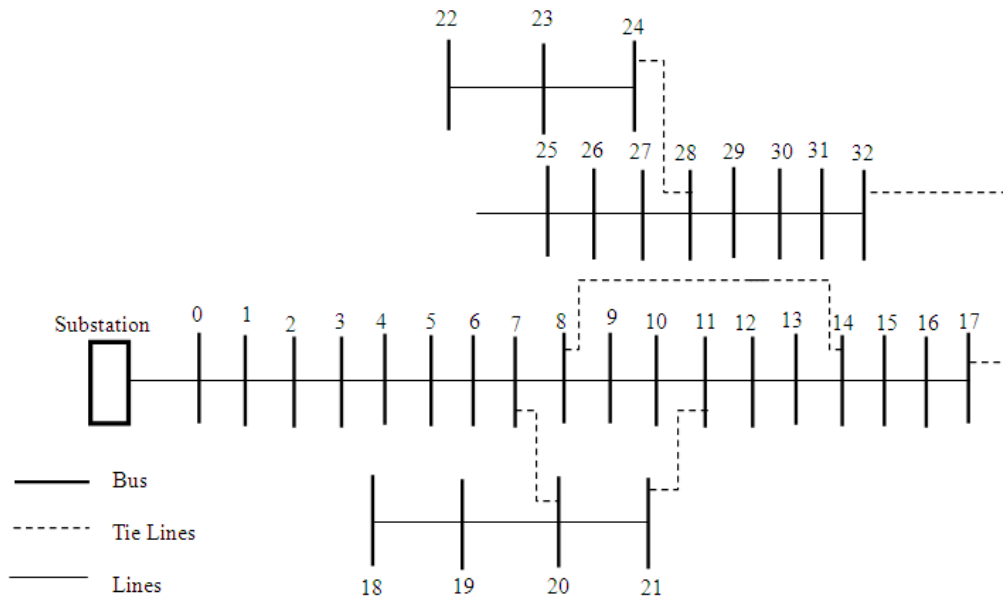 22 23 24
25 26 27 28 29 30 31 32
Substation
0 1 2 3 4 5 6 7 8 9 10 11 12 13 14 15 16 17
Bus
Tie Lines
Lines
18 19 20 21